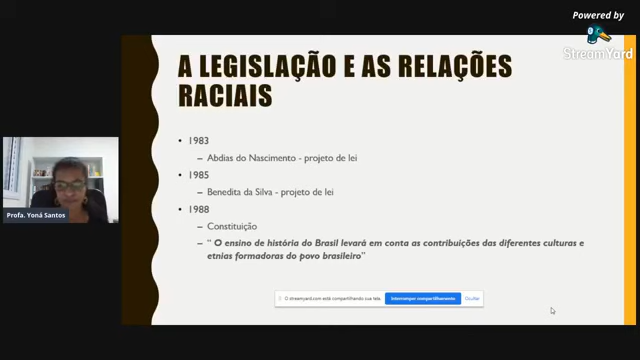 Powered by
StreamYard
A LEGISLAÇÃO E AS RELAÇÕES
RACIAIS
• 1983
– Abdias do Nascimento - projeto de lei
• 1985
– Benedita da Silva - projeto de lei
• 1988
– Constituição
– “ O ensino de história do Brasil levará em conta as contribuições das diferentes culturas e
etnias formadoras do povo brasileiro”
Profa. Yoná Santos
O streamyard.com está compartilhando sua tela.
Interromper compartilhamento
Ocultar